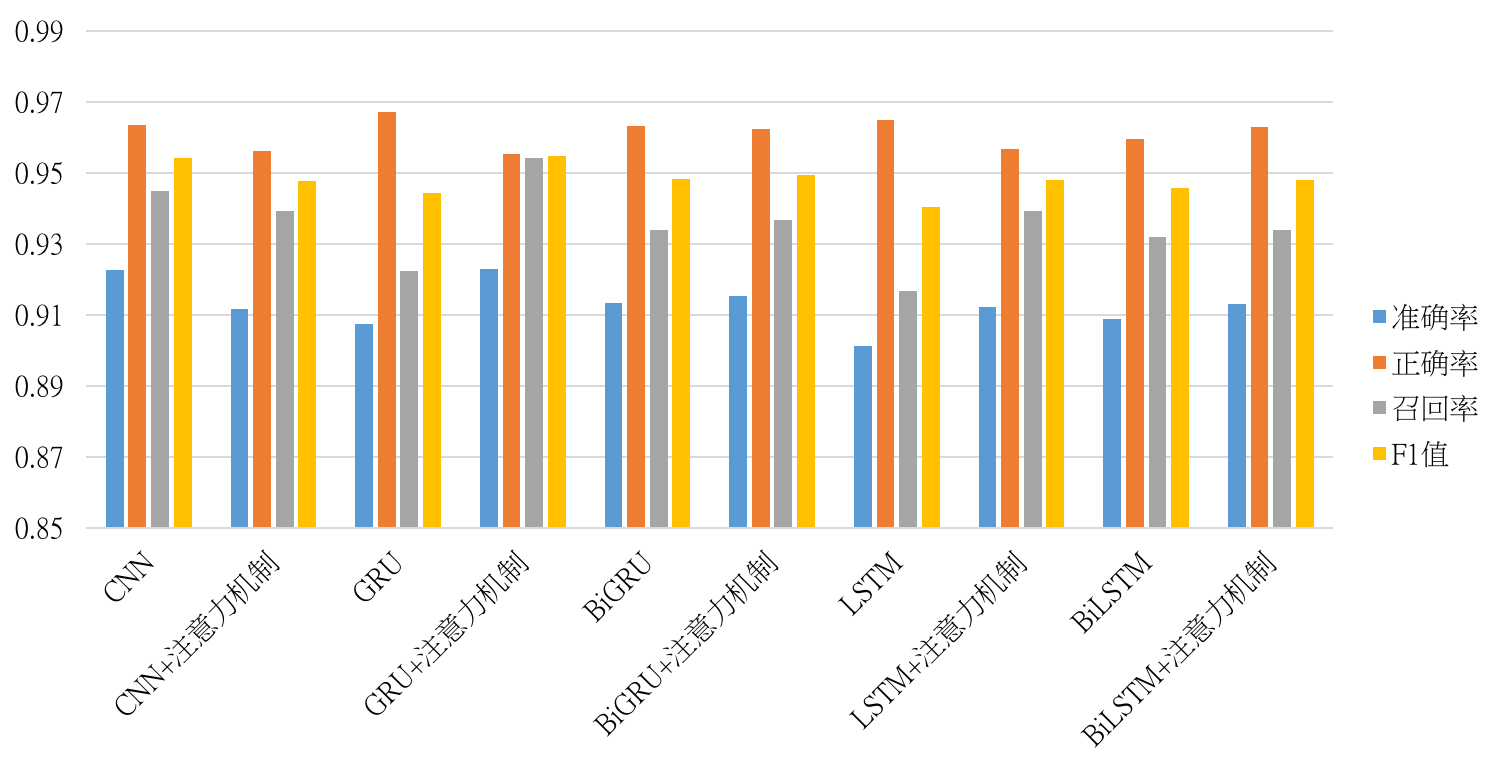 0.99
0.97
0.95
0.93
0.91
0.89
0.87
0.85
CNN
CNN+注意力机制
GRU
GRU+注意力机制
BiGRU
BiGRU+注意力机制
LSTM
LSTM+注意力机制
BiLSTM
BiLSTM+注意力机制
准确率
正确率
召回率
F1值